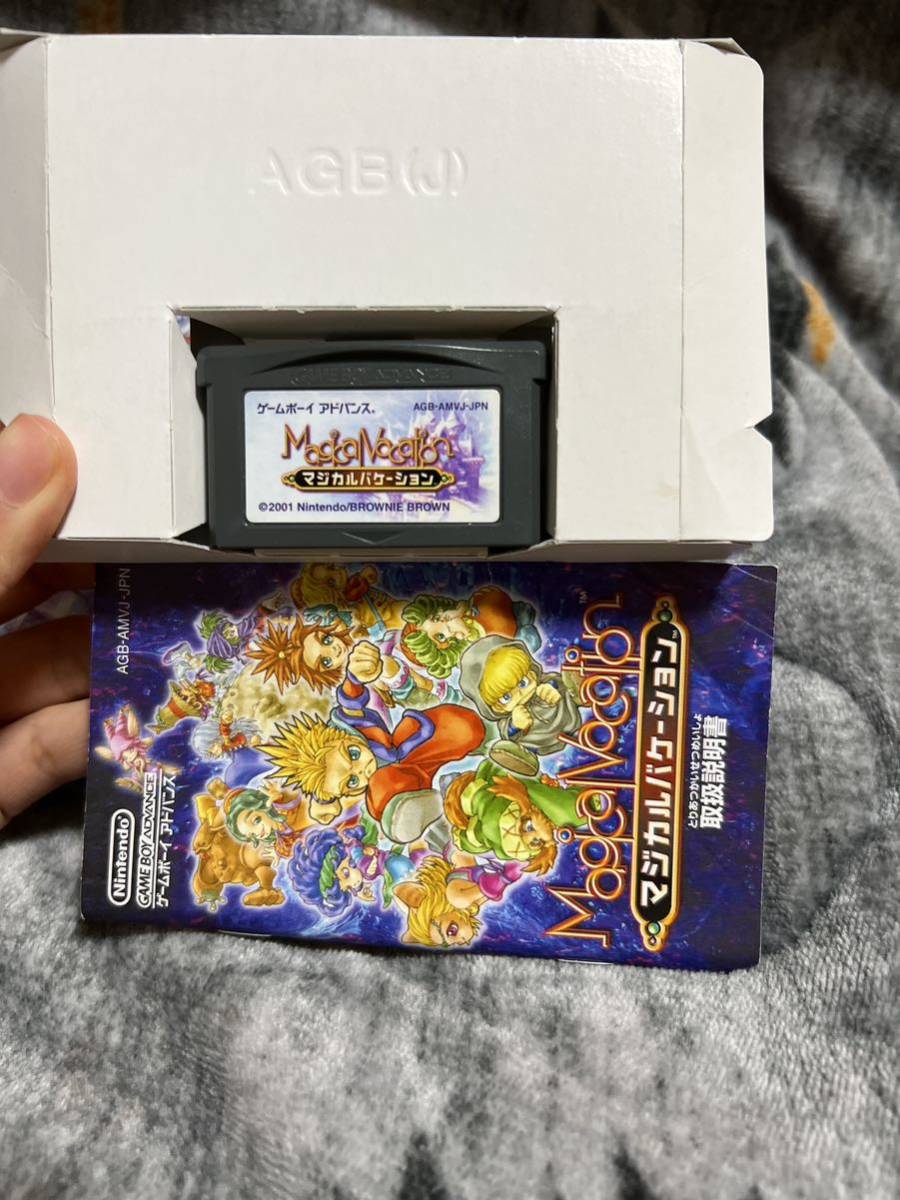 AGB(J)
GAME BOY ADVANCE
ゲームボーイ アドバンス®
AGB-AMVJ-JPN
Magical Vacation
マジカルバケーション
©2001 Nintendo/BROWNIE BROWN
AGB-AMVJ-JPN
Nintendo®
GAME BOY ADVANCE
ゲームボーイ アドバンス
Magical Vacation™
マジカルバケーション™
とりあつかいせつめいしょ
取扱説明書